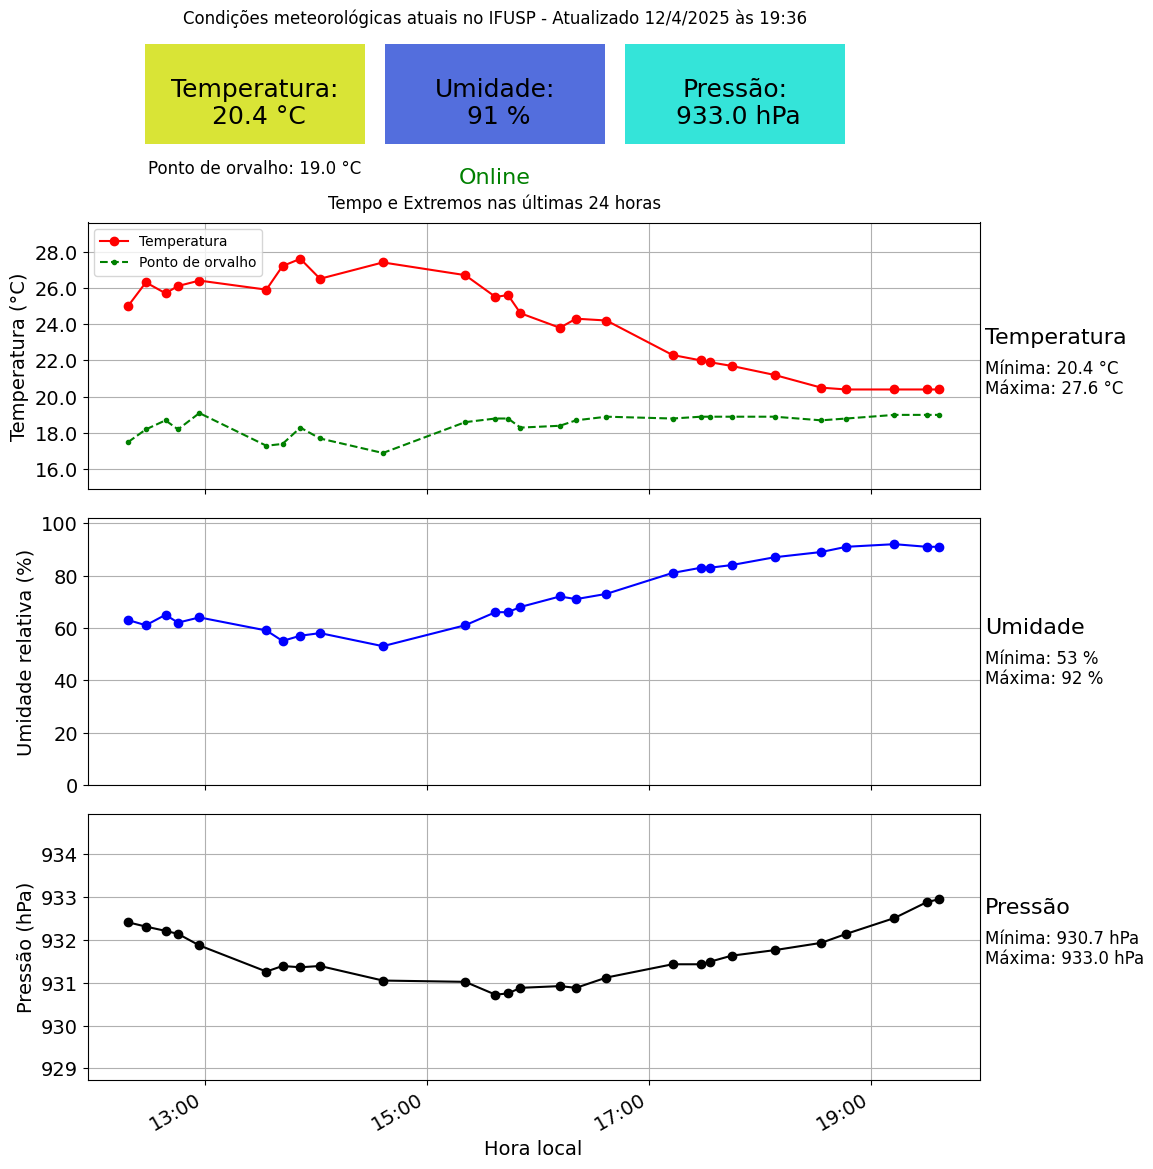 Condições meteorológicas atuais no IFUSP - Atualizado 12/4/2025 às 19:36
Temperatura:
20.4 °C
Umidade:
91 %
Pressão:
933.0 hPa
Ponto de orvalho: 19.0 °C
Online
Tempo e Extremos nas últimas 24 horas
Temperatura
Ponto de orvalho
Temperatura (°C)
28.0
26.0
24.0
22.0
20.0
18.0
16.0
Temperatura
Mínima: 20.4 °C
Máxima: 27.6 °C
Umidade relativa (%)
100
80
60
40
20
0
Umidade
Mínima: 53 %
Máxima: 92 %
Pressão (hPa)
934
933
932
931
930
929
Pressão
Mínima: 930.7 hPa
Máxima: 933.0 hPa
13:00
15:00
17:00
19:00
Hora local